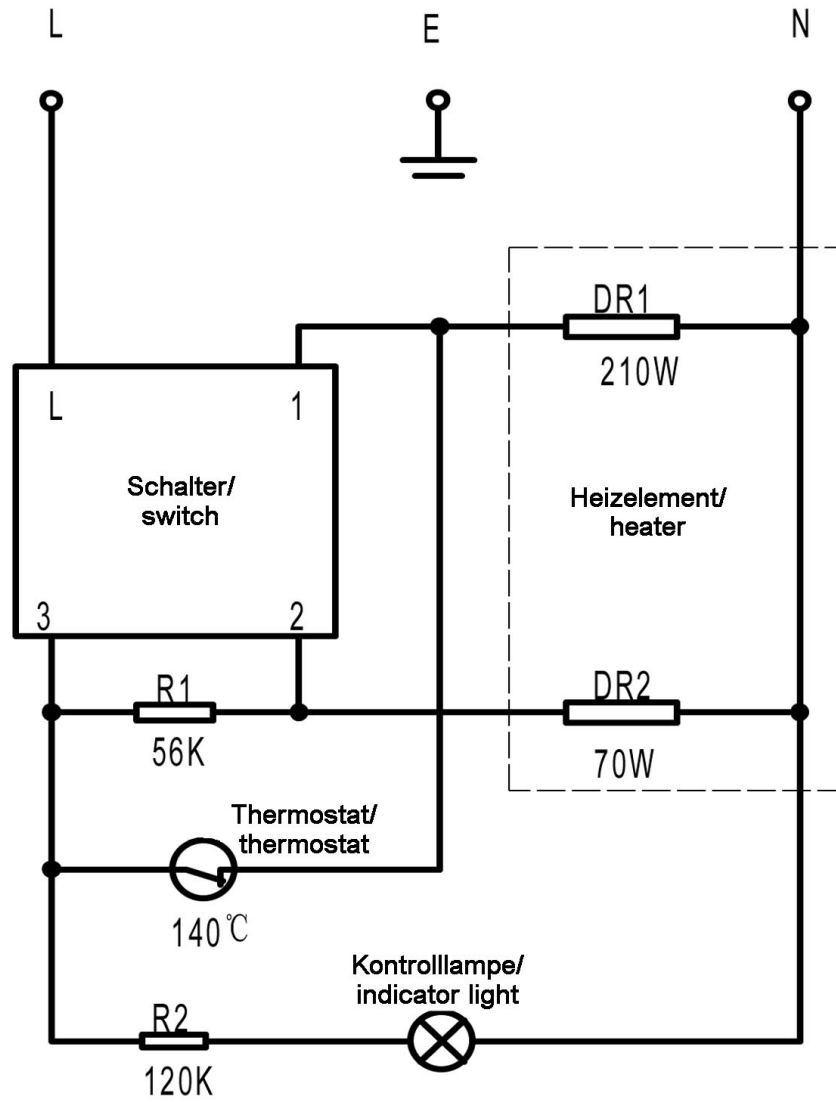 L
E
N
DR1
210W
L
1
Schalter/
switch
Heizelement/
heater
3
2
R1
56K
DR2
70W
Thermostat/
thermostat
140℃
Kontrolllampe/
indicator light
R2
120K